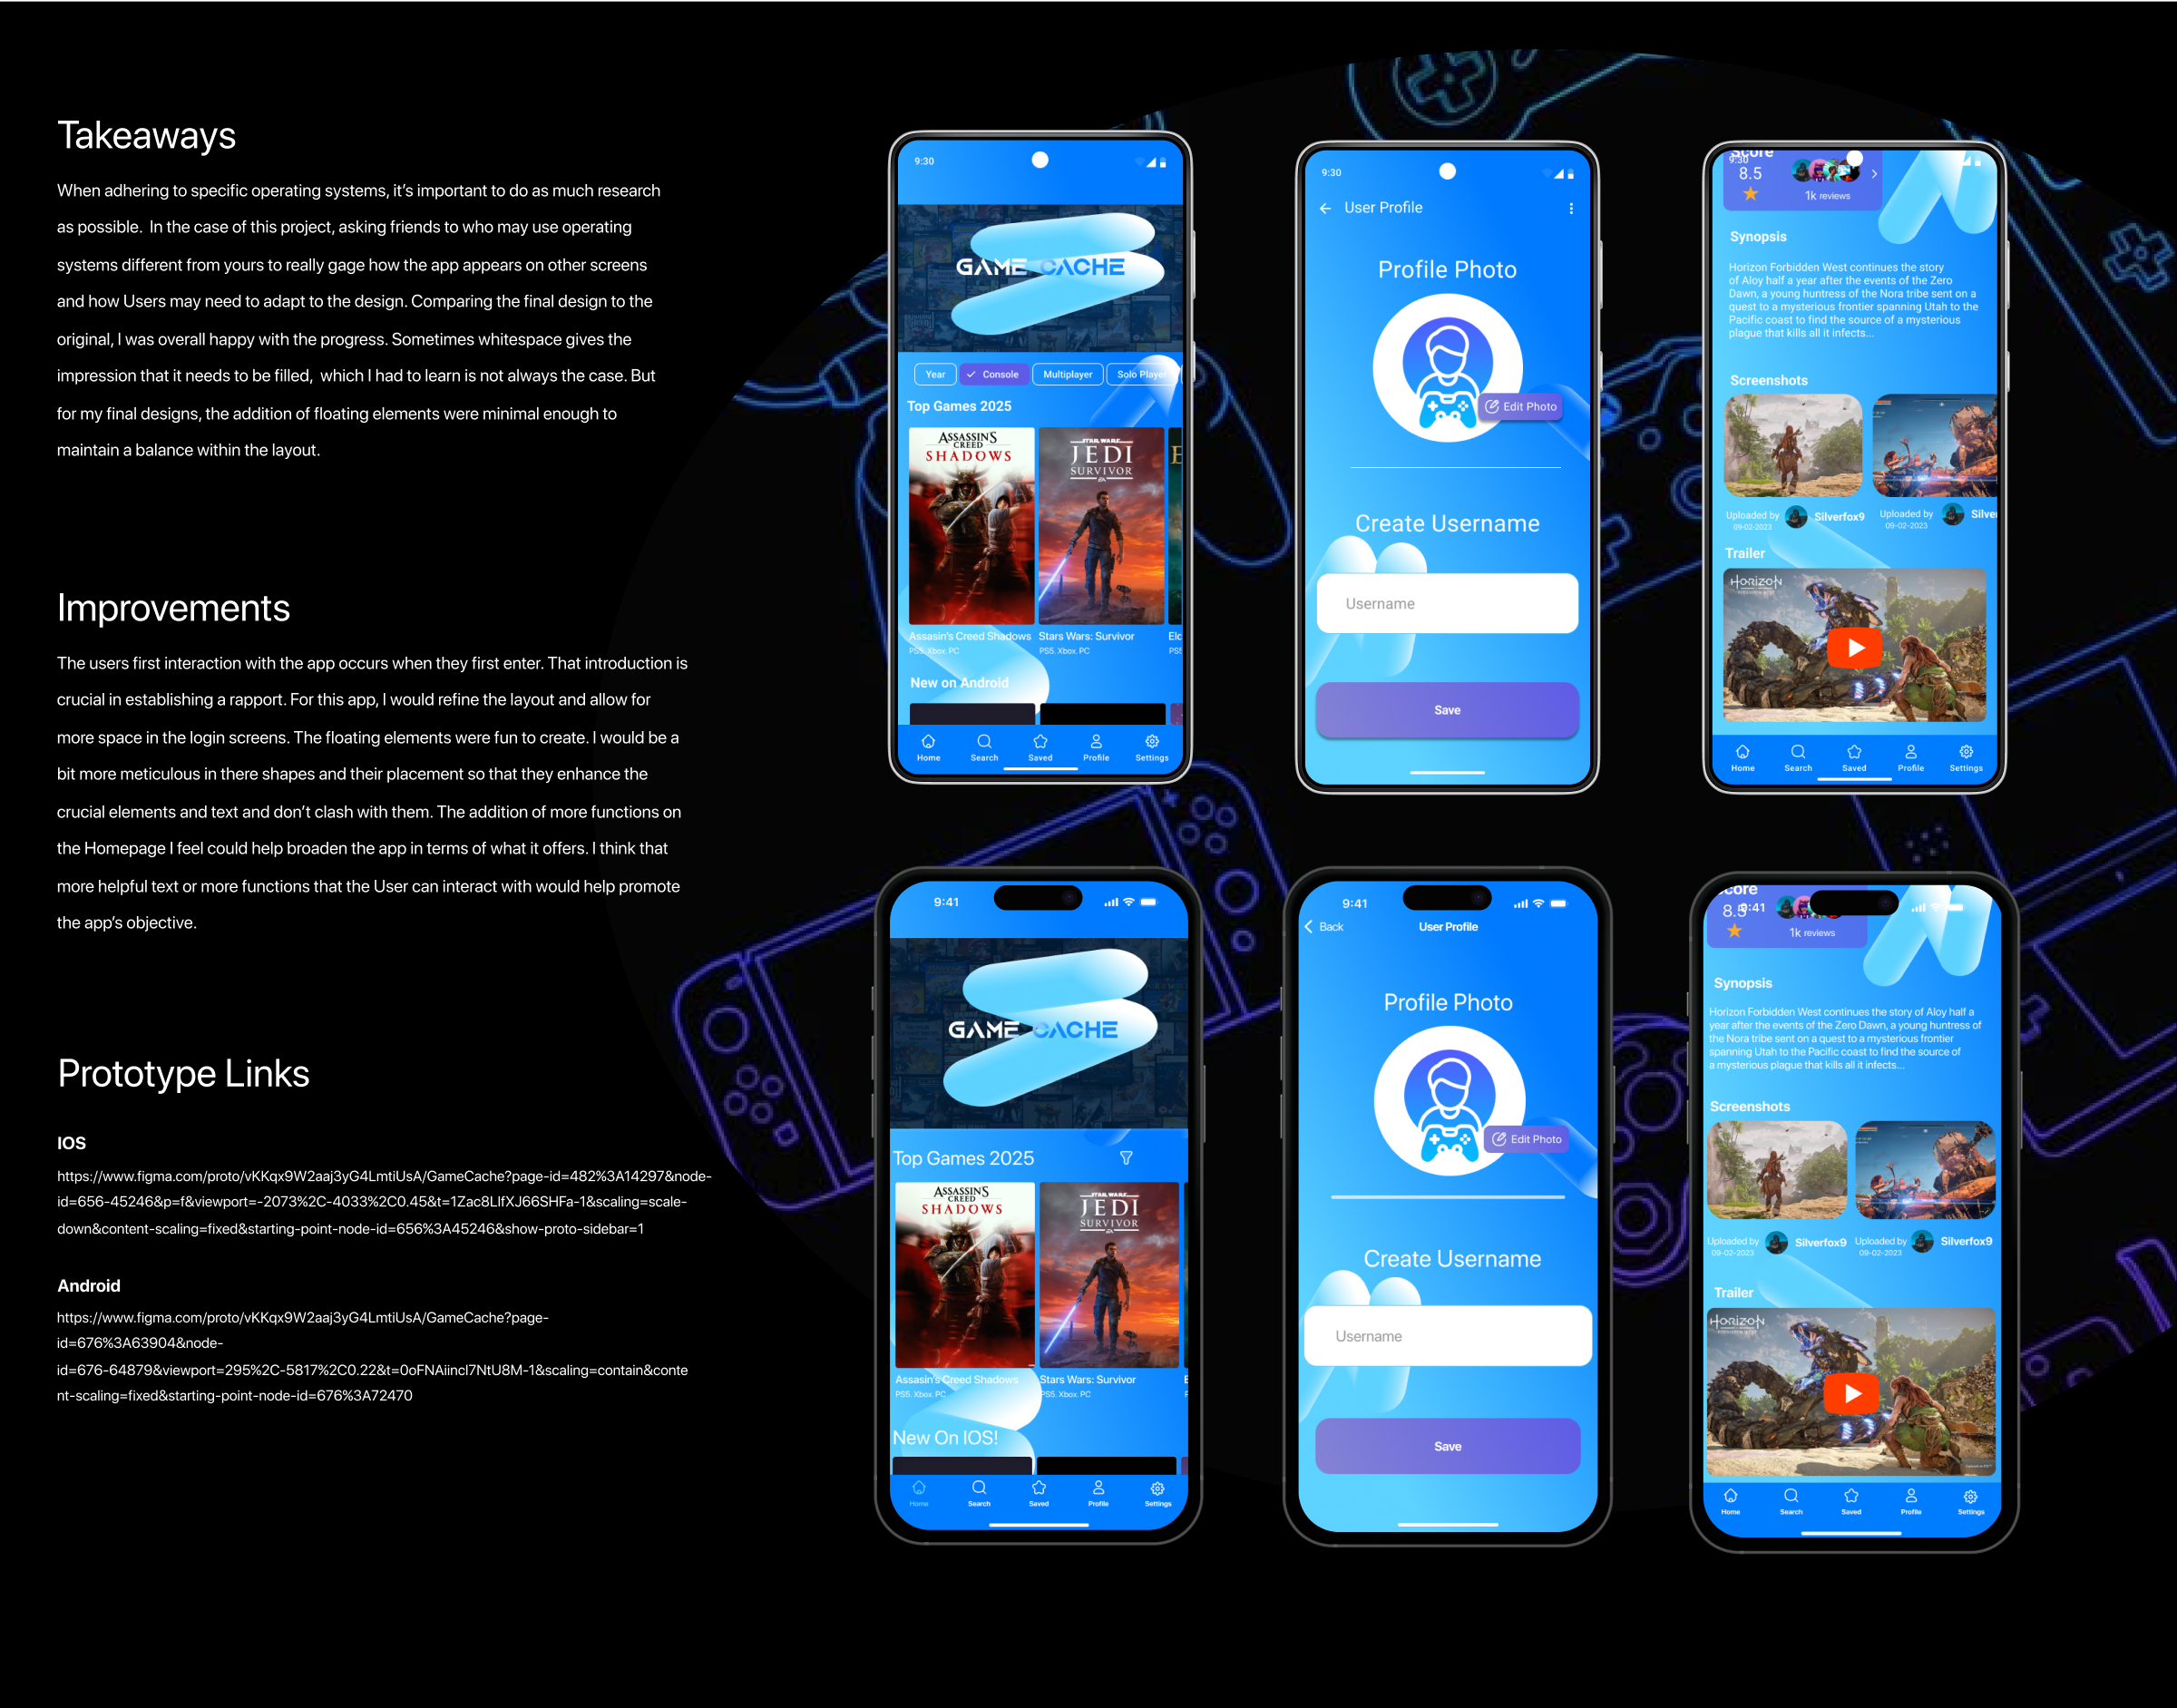 Takeaways
When adhering to specific operating systems, it’s important to do as much research
as possible.  In the case of this project, asking friends to who may use operating
systems different from yours to really gage how the app appears on other screens
and how Users may need to adapt to the design. Comparing the final design to the
original, I was overall happy with the progress. Sometimes whitespace gives the
impression that it needs to be filled,  which I had to learn is not always the case. But
for my final designs, the addition of floating elements were minimal enough to
maintain a balance within the layout.
Improvements
The users first interaction with the app occurs when they first enter. That introduction is
crucial in establishing a rapport. For this app, I would refine the layout and allow for
more space in the login screens. The floating elements were fun to create. I would be a
bit more meticulous in there shapes and their placement so that they enhance the
crucial elements and text and don’t clash with them. The addition of more functions on
the Homepage I feel could help broaden the app in terms of what it offers. I think that
more helpful text or more functions that the User can interact with would help promote
the app’s objective.
Prototype Links
IOS
https://www.figma.com/proto/vKKqx9W2aaj3yG4LmtiUsA/GameCache?page-id=482%3A14297&node-
id=656-45246&p=f&viewport=-2073%2C-4033%2C0.45&t=1Zac8LIfXJ66SHFa-1&scaling=scale-
down&content-scaling=fixed&starting-point-node-id=656%3A45246&show-proto-sidebar=1
Android
https://www.figma.com/proto/vKKqx9W2aaj3yG4LmtiUsA/GameCache?page-
id=676%3A63904&node-
id=676-64879&viewport=295%2C-5817%2C0.22&t=0oFNAiincl7NtU8M-1&scaling=contain&conte
nt-scaling=fixed&starting-point-node-id=676%3A72470
9:30
GAME CACHE
Year
Console
Multiplayer
Solo Player
Top Games 2025
ASSASSIN'S
CREED
SHADOWS
STAR WARS
JEDI
SURVIVOR
EA
E
Assasin's Creed Shadows
Stars Wars: Survivor
Elc
PS5. Xbox. PC
PS5. Xbox. PC
PS5
New on Android
Home
Search
Saved
Profile
Settings
9:30
User Profile
Profile Photo
Edit Photo
Create Username
Username
Save
Score
9:30
8.5
1k reviews
Synopsis
Horizon Forbidden West continues the story
of Aloy half a year after the events of the Zero
Dawn, a young huntress of the Nora tribe sent on a
quest to a mysterious frontier spanning Utah to the
Pacific coast to find the source of a mysterious
plague that kills all it infects...
Screenshots
Uploaded by
09-02-2023
Silverfox9
Uploaded by
09-02-2023
Silver
Trailer
HORIZON
FORBIDDEN WEST
Home
Search
Saved
Profile
Settings
9:41
GAME CACHE
Top Games 2025
ASSASSIN'S
CREED
SHADOWS
STAR WARS
JEDI
SURVIVOR
Assasin's Creed Shadows
Stars Wars: Survivor
E
PS5. Xbox. PC
PS5. Xbox. PC
P
New On IOS!
Home
Search
Saved
Profile
Settings
9:41
Back
User Profile
Profile Photo
Edit Photo
Create Username
Username
Save
core
8.5
9:41
1k reviews
Synopsis
Horizon Forbidden West continues the story of Aloy half a
year after the events of the Zero Dawn, a young huntress of
the Nora tribe sent on a quest to a mysterious frontier
spanning Utah to the Pacific coast to find the source of
a mysterious plague that kills all it infects...
Screenshots
Uploaded by
09-02-2023
Silverfox9
Uploaded by
09-02-2023
Silverfox9
Trailer
HORIZON
FORBIDDEN WEST
Home
Search
Saved
Profile
Settings